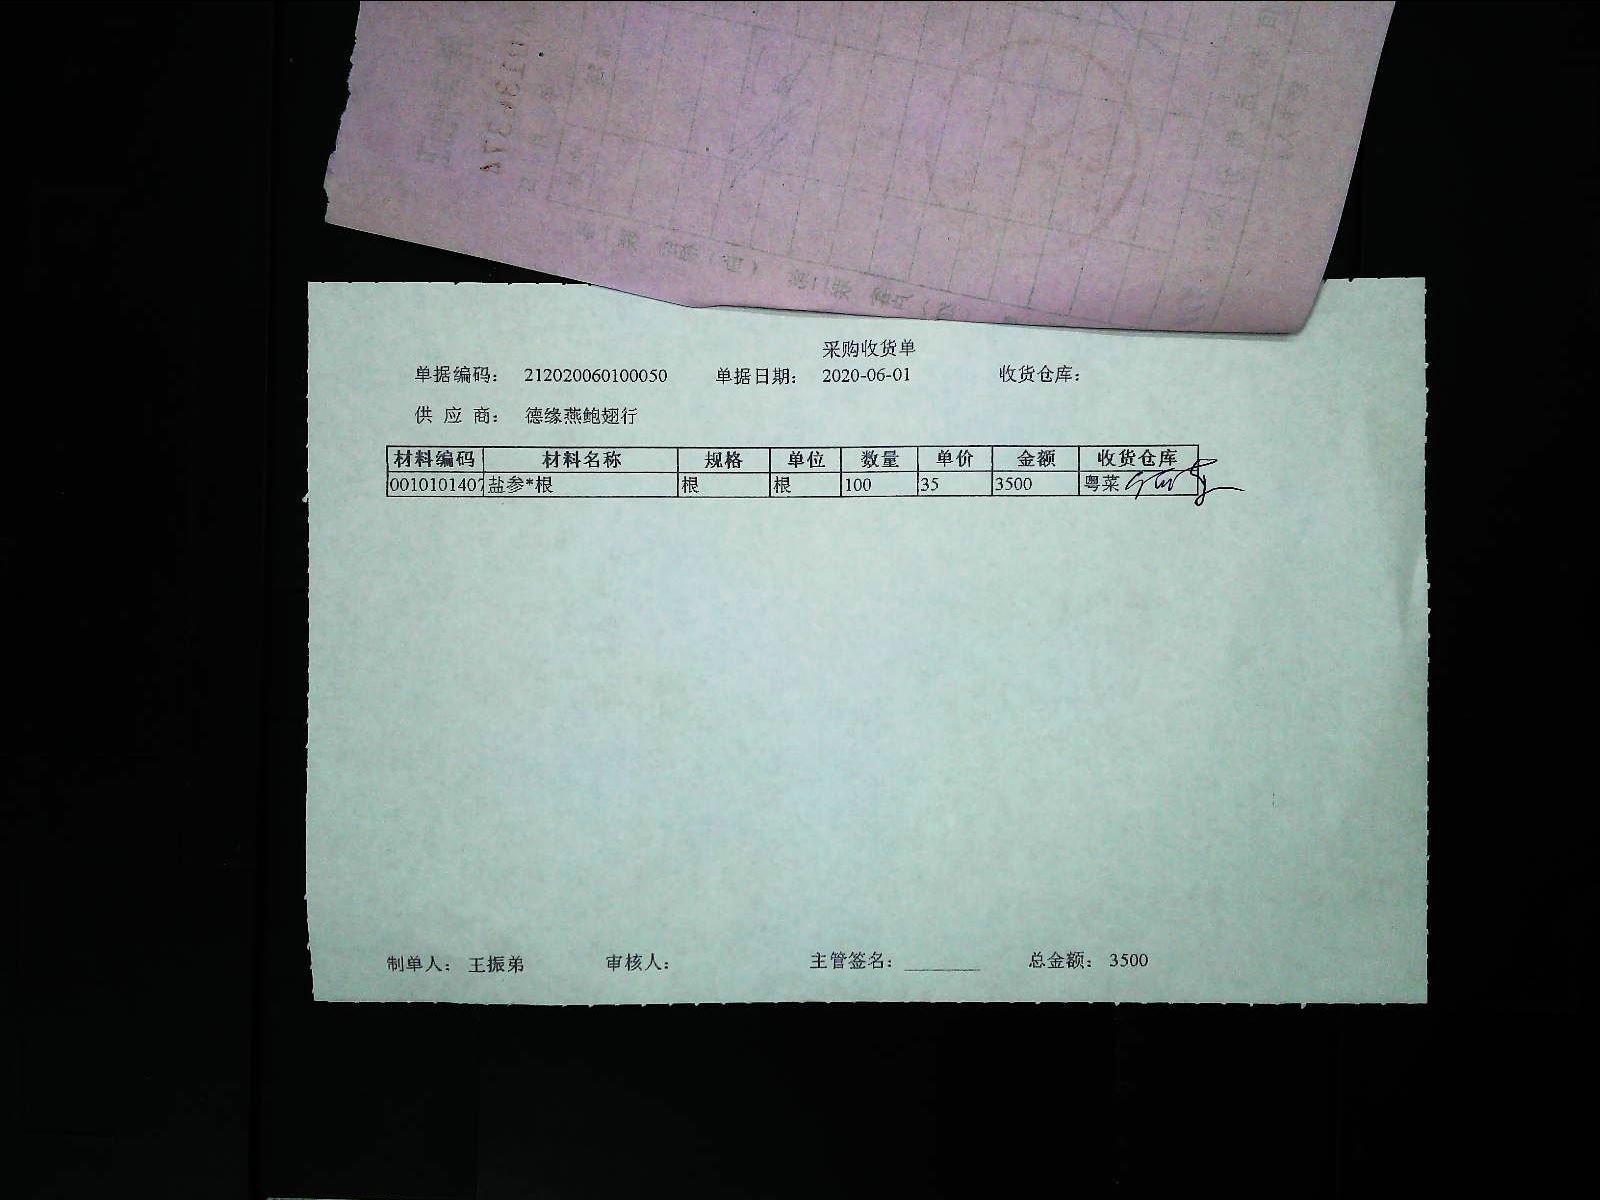 采购收货单
单据编码： 212020060100050 单据日期： 2020-06-01 收货仓库：
供 应 商： 德缘燕鲍翅行
材料编码 材料名称 规格 单位 数量 单价 金额 收货仓库
0010101407 盐参*根 根 根 100 35 3500 粤菜
制单人： 王振弟 审核人： 主管签名： 总金额： 3500